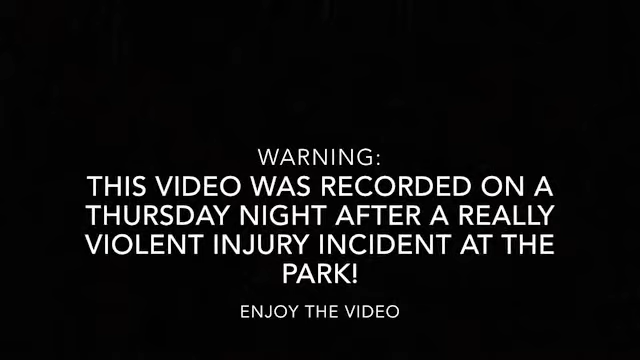 WARNING:
THIS VIDEO WAS RECORDED ON A
THURSDAY NIGHT AFTER A REALLY
VIOLENT INJURY INCIDENT AT THE
PARK!
ENJOY THE VIDEO